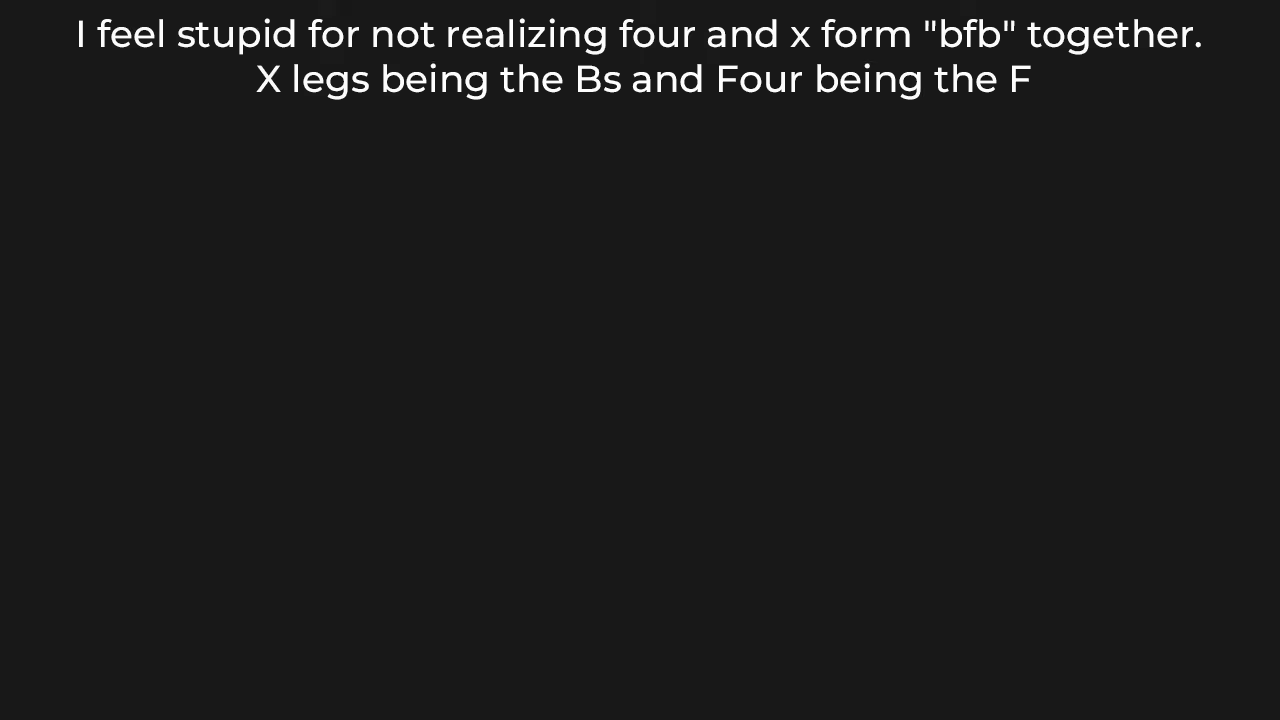 I feel stupid for not realizing four and x form "bfb" together.
X legs being the Bs and Four being the F